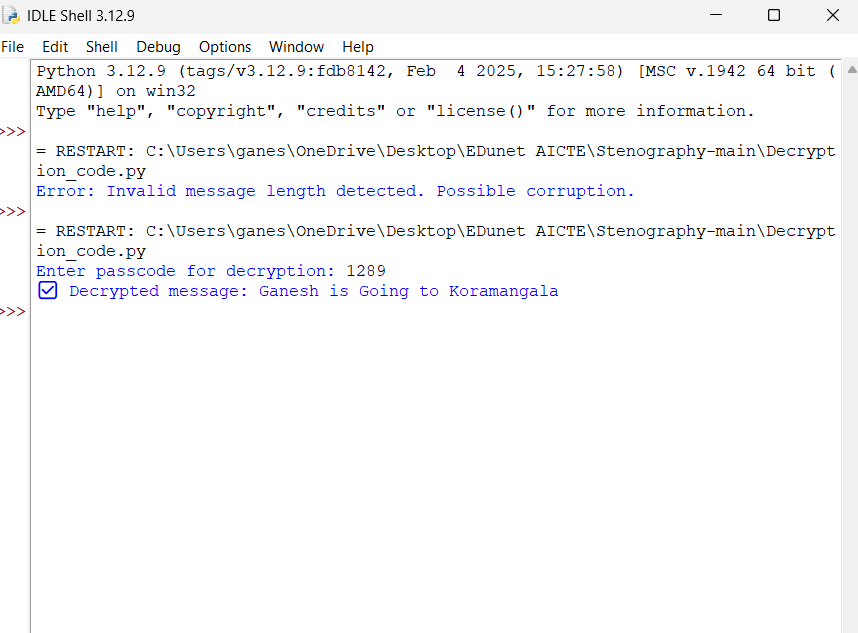 IDLE Shell 3.12.9
File Edit Shell Debug Options Window Help
Python 3.12.9 (tags/v3.12.9:fdb8142, Feb  4 2025, 15:27:58) [MSC v.1942 64 bit (
AMD64)] on win32
Type "help", "copyright", "credits" or "license()" for more information.
>>>
= RESTART: C:\Users\ganes\OneDrive\Desktop\EDunet AICTE\Stenography-main\Decrypt
ion_code.py
Error: Invalid message length detected. Possible corruption.
>>>
= RESTART: C:\Users\ganes\OneDrive\Desktop\EDunet AICTE\Stenography-main\Decrypt
ion_code.py
Enter passcode for decryption: 1289
☑ Decrypted message: Ganesh is Going to Koramangala
>>>